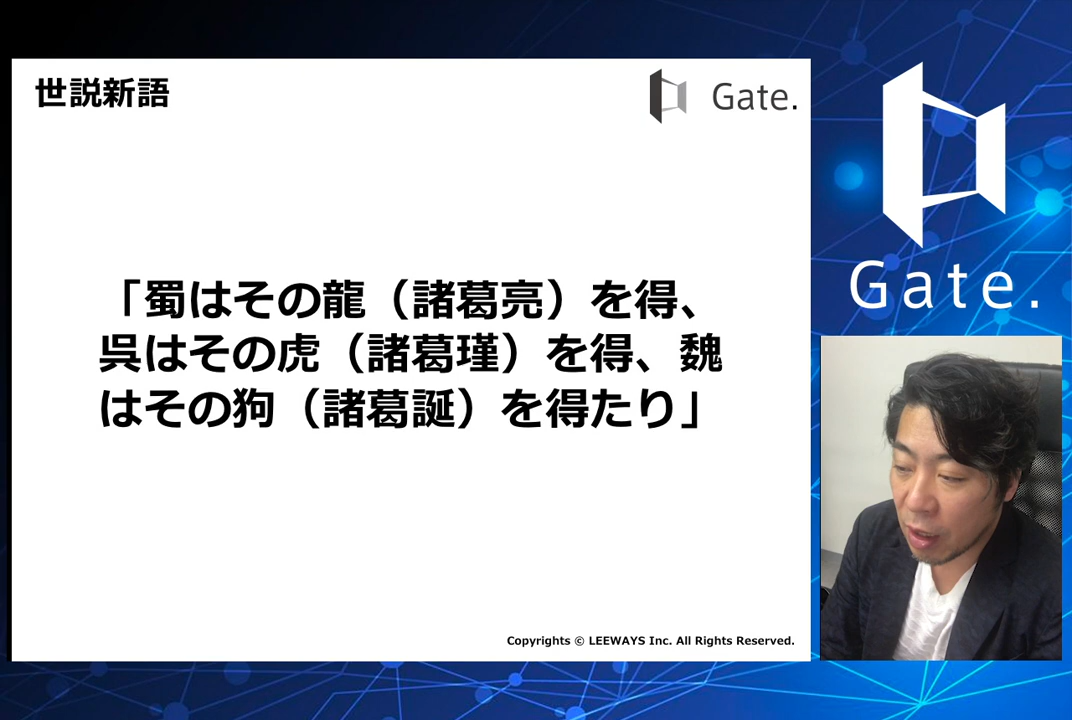 世説新語
Gate.
「蜀はその龍（諸葛亮）を得、
呉はその虎（諸葛瑾）を得、魏
はその狗（諸葛誕）を得たり」
Copyrights © LEEWAYS Inc. All Rights Reserved.
Gate.